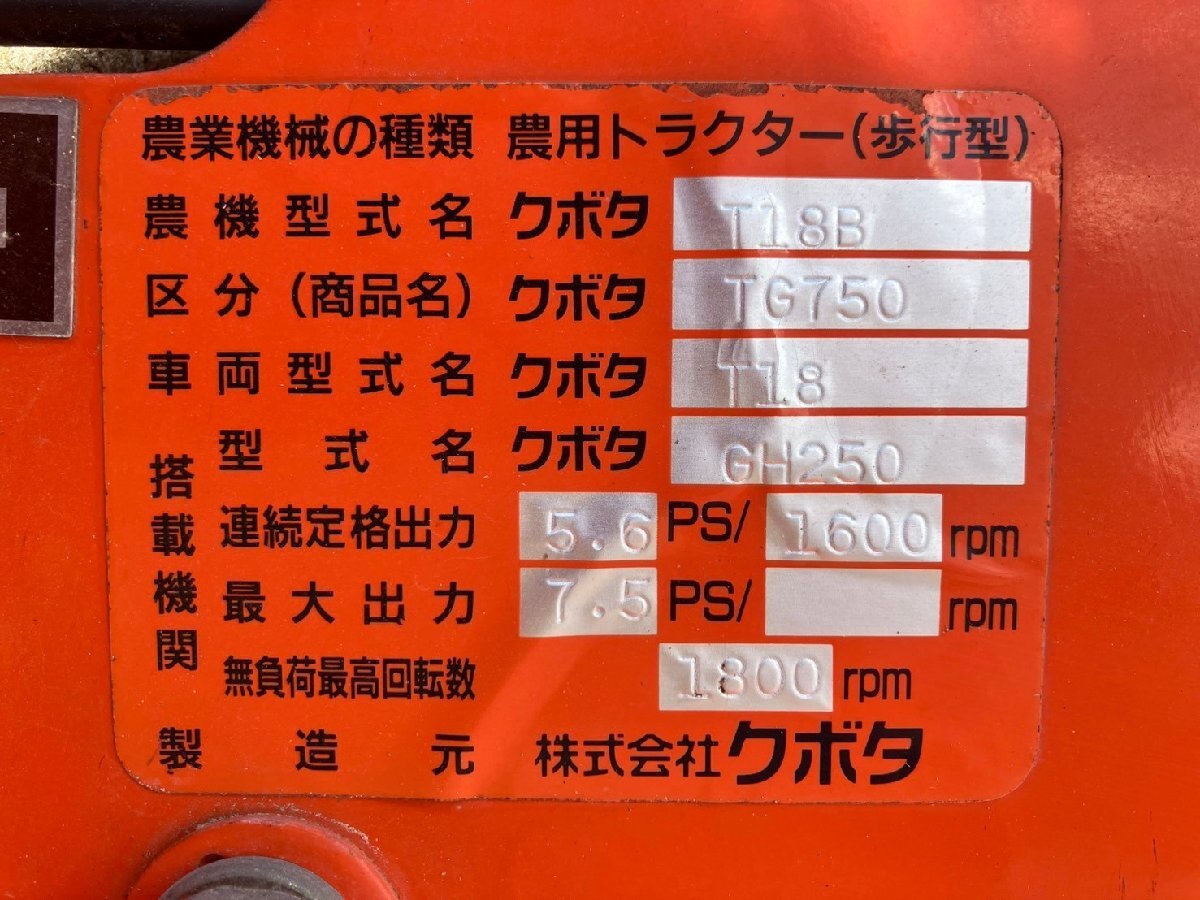 農業機械の種類 農用トラクター(歩行型)
農機型式名 クボタ T18B
区分(商品名) クボタ TG750
車両型式名 クボタ T18
搭載機関
型式名 クボタ GH250
連続定格出力 5.6 PS/ 1600 rpm
最大出力 7.5 PS/ rpm
無負荷最高回転数 1800 rpm
製造元 株式会社クボタ